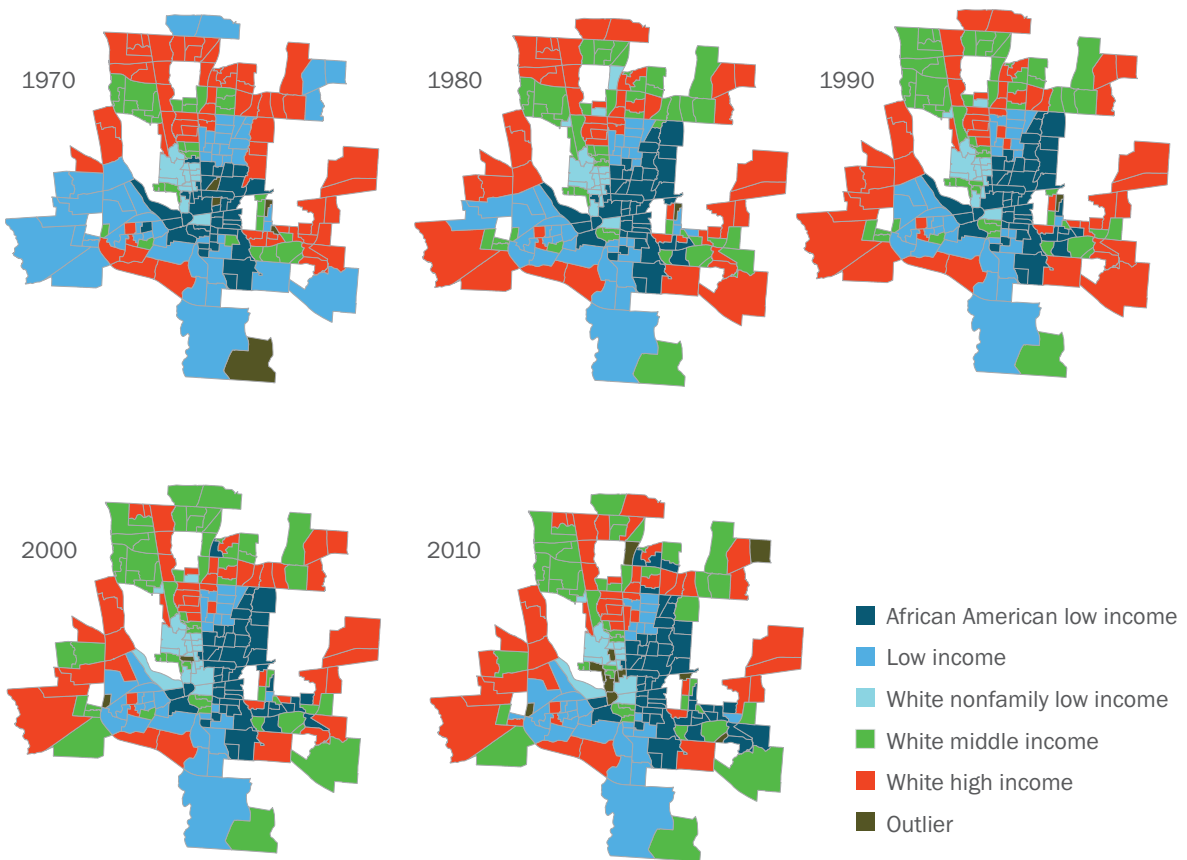 1970
1980
1990
2000
2010
African American low income
Low income
White nonfamily low income
White middle income
White high income
Outlier